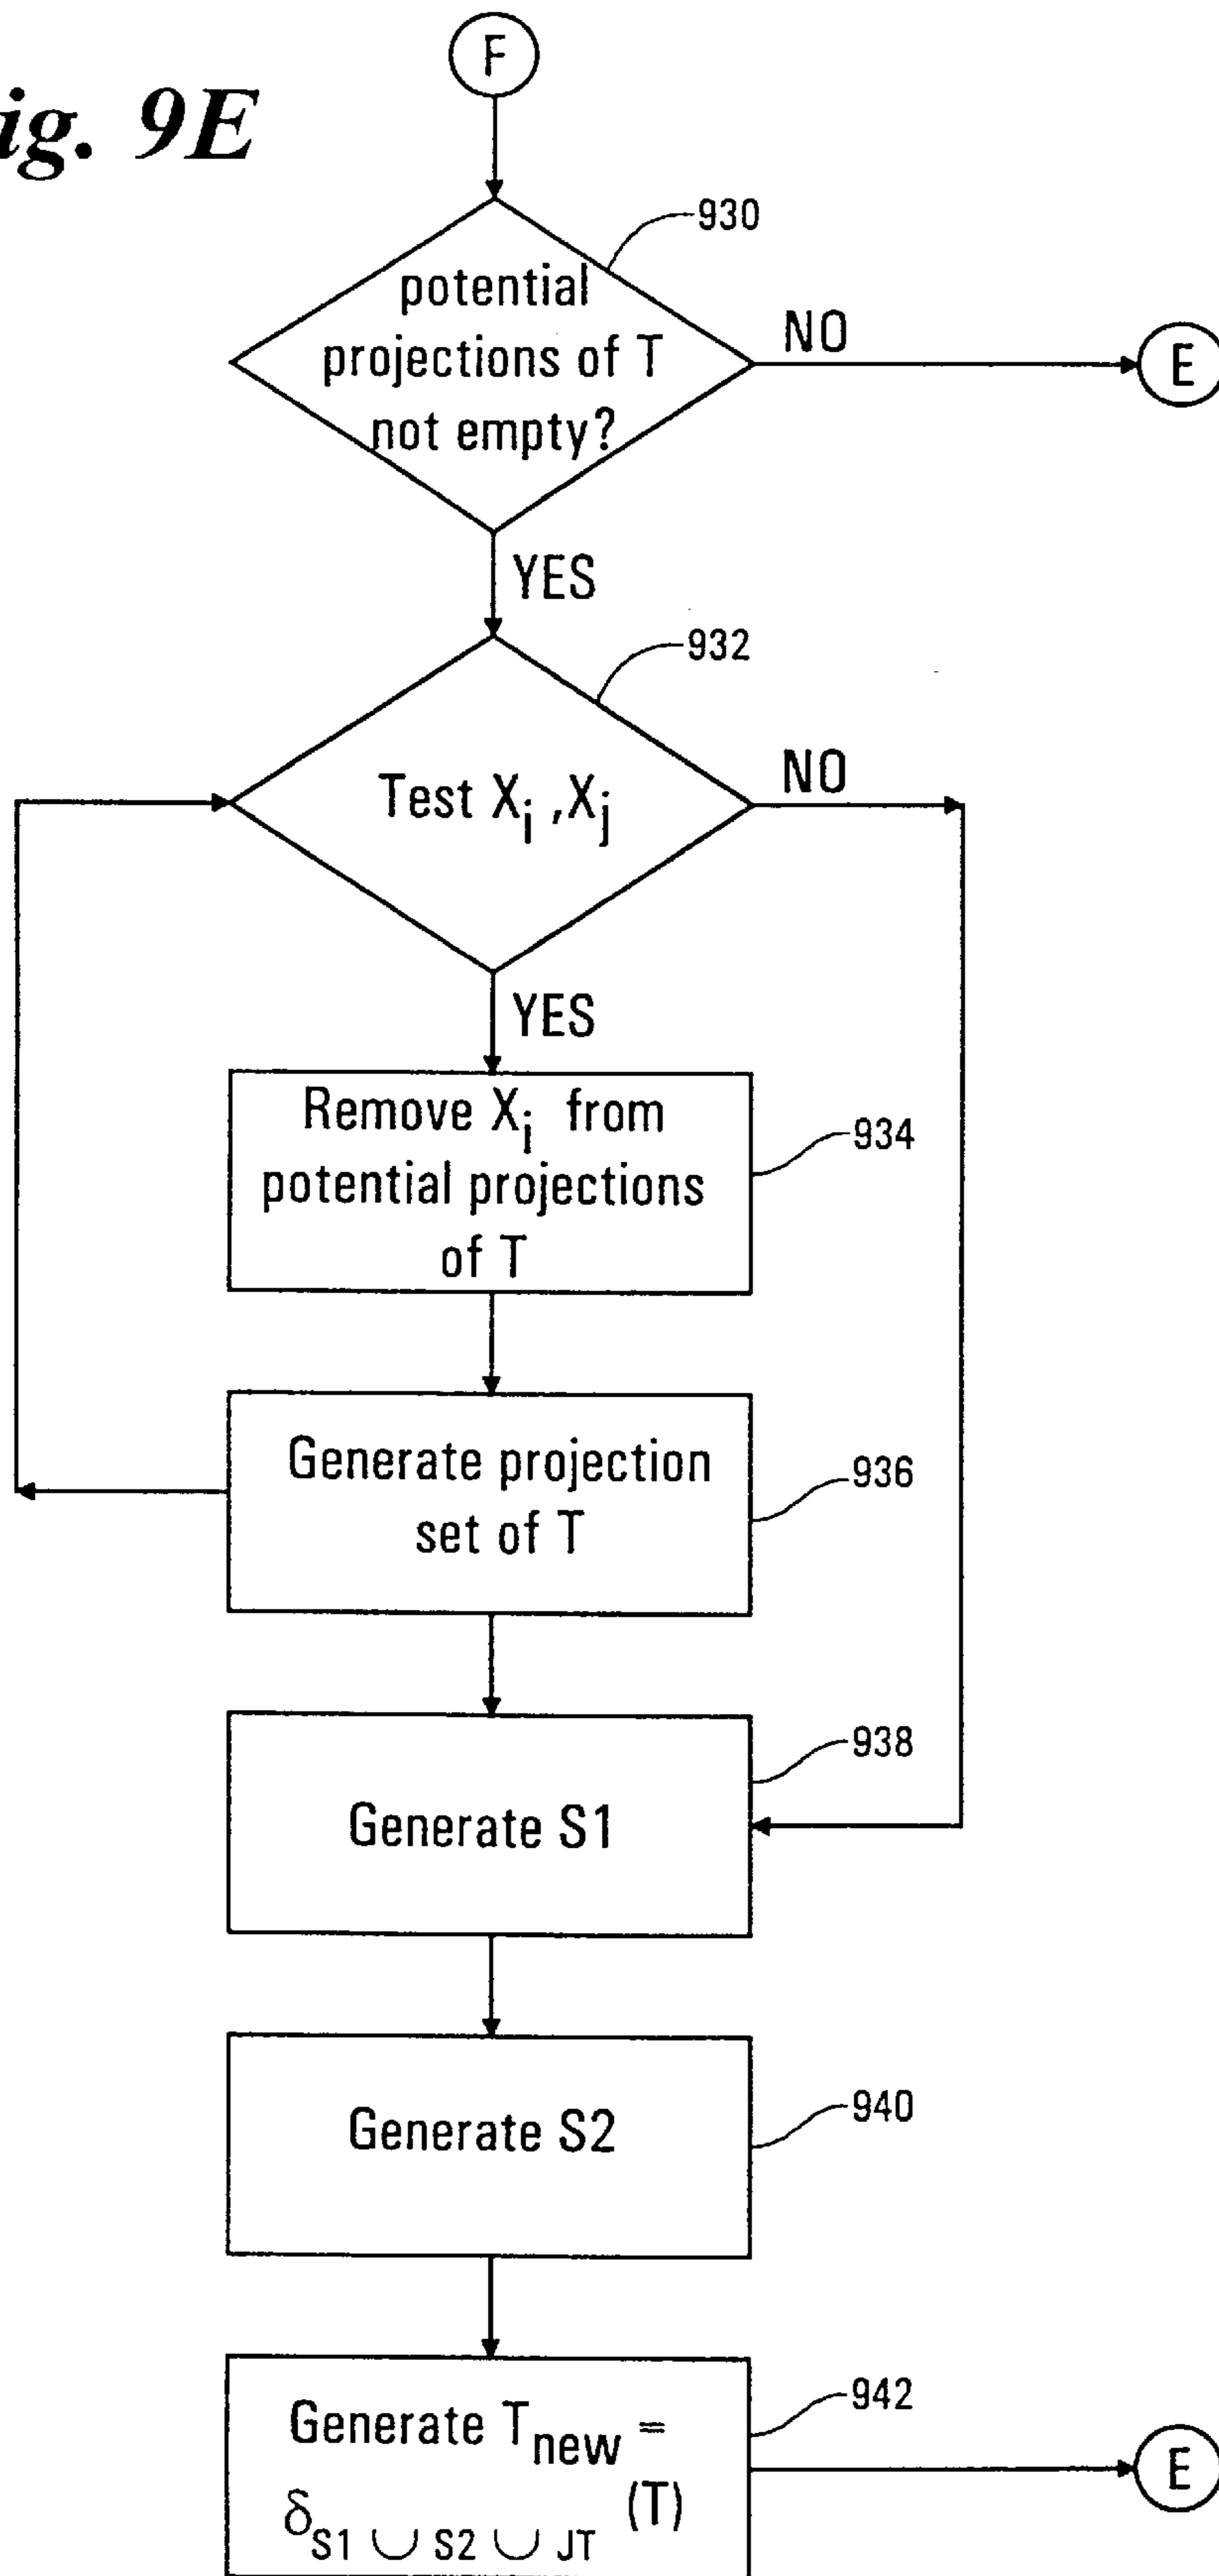 F
ig. 9E
930
potential
projections of T
not empty?
NO
E
YES
932
Test Xi ,Xj
NO
YES
Remove Xi from
potential projections
of T
934
Generate projection
set of T
936
938
Generate S1
Generate S2
940
942
Generate Tnew =
δS1 ∪ S2 ∪ JT (T)
E